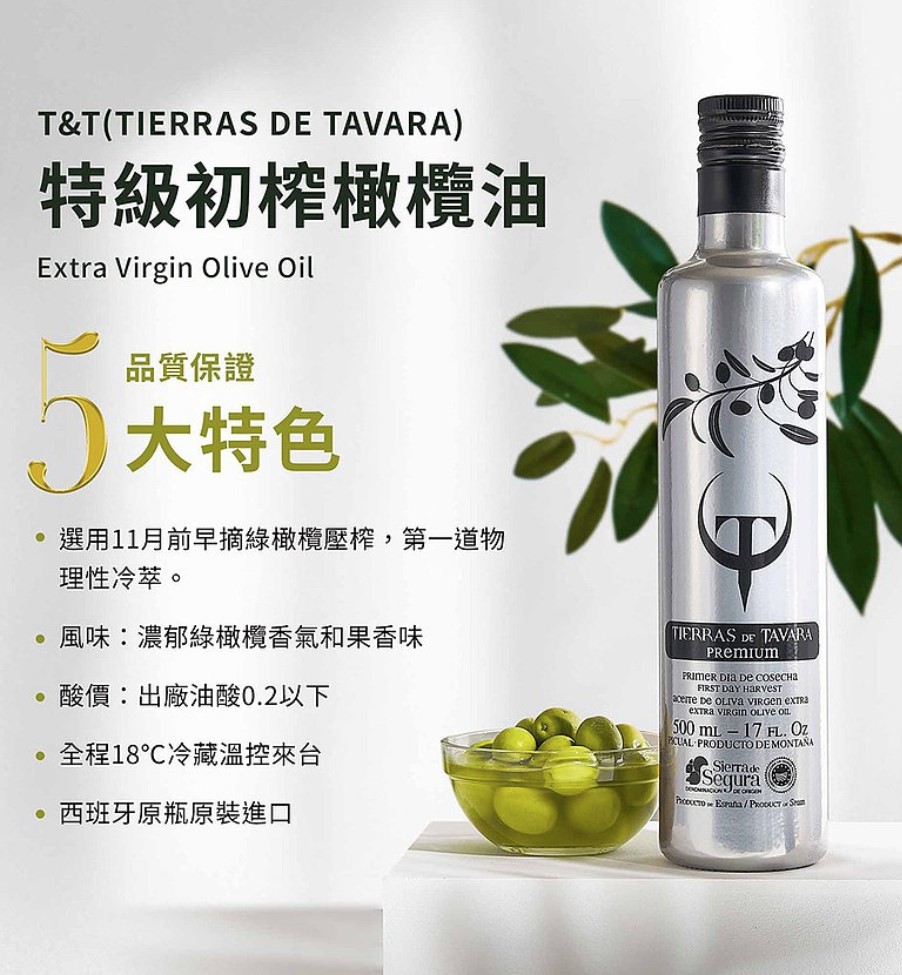 T&T(TIERRAS DE TAVARA)
特級初榨橄欖油
Extra Virgin Olive Oil
5
品質保證
大特色
• 選用11月前早摘綠橄欖壓榨，第一道物
理性冷萃。
• 風味：濃郁綠橄欖香氣和果香味
• 酸價：出廠油酸0.2以下
• 全程18°C冷藏溫控來台
• 西班牙原瓶原裝進口
T
TIERRAS DE TAVARA
PREMIUM
PRIMER DIA DE COSECHA
FIRST DAY HARVEST
ACEITE DE OLIVA VIRGEN EXTRA
EXTRA VIRGIN OLIVE OIL
500 mL – 17 FL. Oz
PICUAL-PRODUCTO DE MONTAÑA
Sierra de
Segura
DENOMINACION DE ORIGEN
PRODUCTO DE España / PRODUCT OF Spain